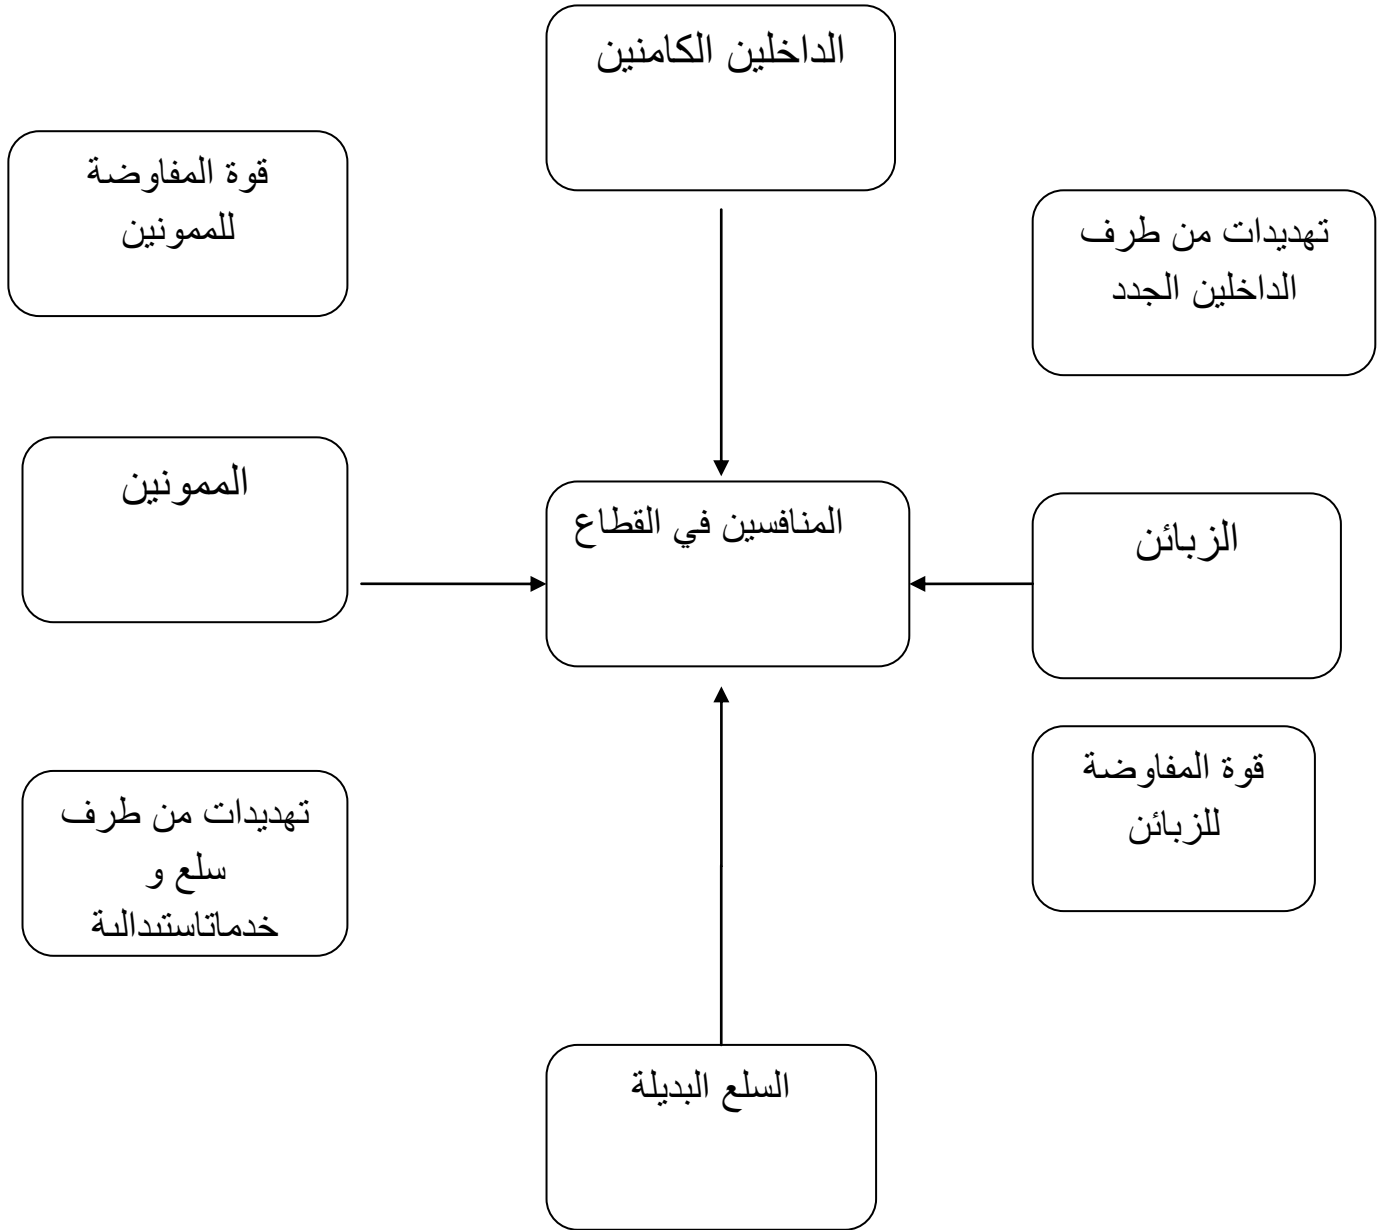 الداخلين الكامنين
قوة المفاوضة
للممونين
تهديدات من طرف
الداخلين الجدد
الممونين
المنافسين في القطاع
الزبائن
قوة المفاوضة
للزبائن
تهديدات من طرف
سلع و
خدماتاستبدالية
السلع البديلة